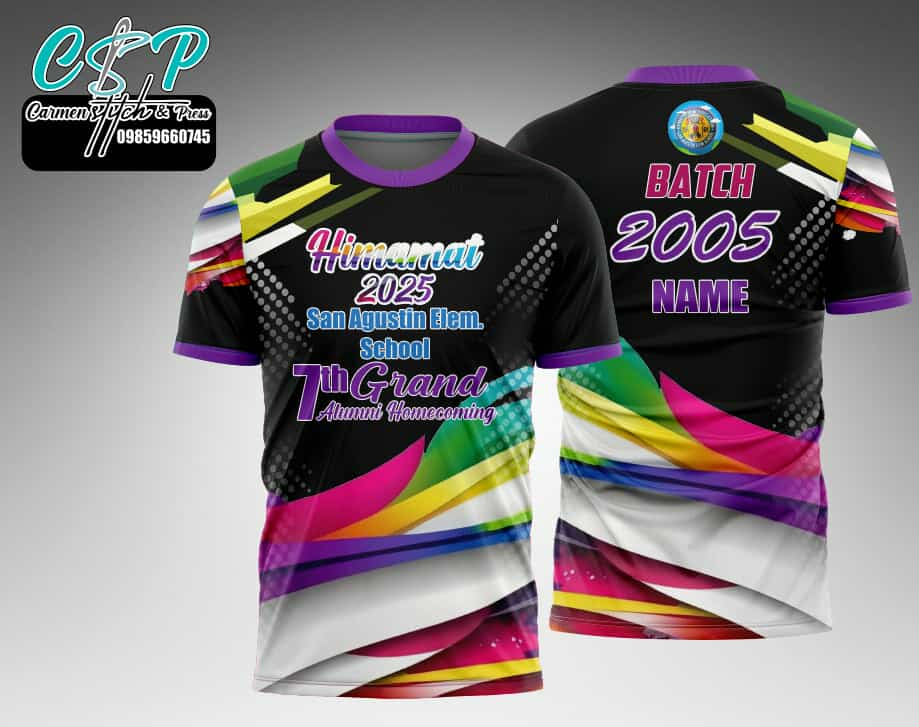 CSP
Carmen Stitch & Press
09859660745
Himamat
2025
San Agustin Elem.
School
7th Grand
Alumni Homecoming
BATCH
2005
NAME